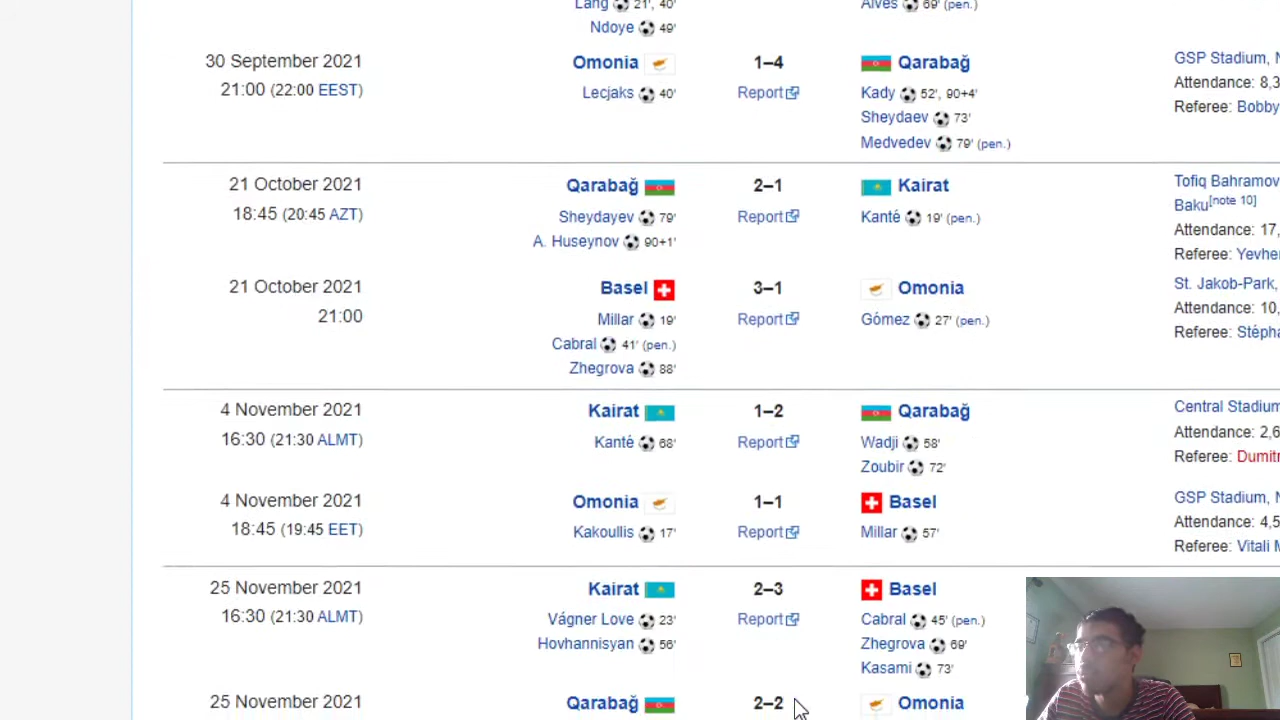 Lang 21', 40' Alves 69' (pen.)
Ndoye 49'
30 September 2021 Omonia 1–4 Qarabağ GSP Stadium, N
21:00 (22:00 EEST) Lecjaks 40' Report Kady 52', 90+4' Attendance: 8,3
Sheydaev 73' Referee: Bobby
Medvedev 79' (pen.)
21 October 2021 Qarabağ 2–1 Kairat Tofiq Bahramov
18:45 (20:45 AZT) Sheydayev 79' Report Kanté 19' (pen.) Baku[note 10]
A. Huseynov 90+1' Attendance: 17,
Referee: Yevhe
21 October 2021 Basel 3–1 Omonia St. Jakob-Park,
21:00 Millar 19' Report Gómez 27' (pen.) Attendance: 10,
Cabral 41' (pen.) Referee: Stépha
Zhegrova 88'
4 November 2021 Kairat 1–2 Qarabağ Central Stadium
16:30 (21:30 ALMT) Kanté 68' Report Wadji 58' Attendance: 2,6
Zoubir 72' Referee: Dumitr
4 November 2021 Omonia 1–1 Basel GSP Stadium, N
18:45 (19:45 EET) Kakoullis 17' Report Millar 57' Attendance: 4,5
Referee: Vitali M
25 November 2021 Kairat 2–3 Basel
16:30 (21:30 ALMT) Vágner Love 23' Report Cabral 45' (pen.)
Hovhannisyan 56' Zhegrova 69'
Kasami 73'
25 November 2021 Qarabağ 2–2 Omonia